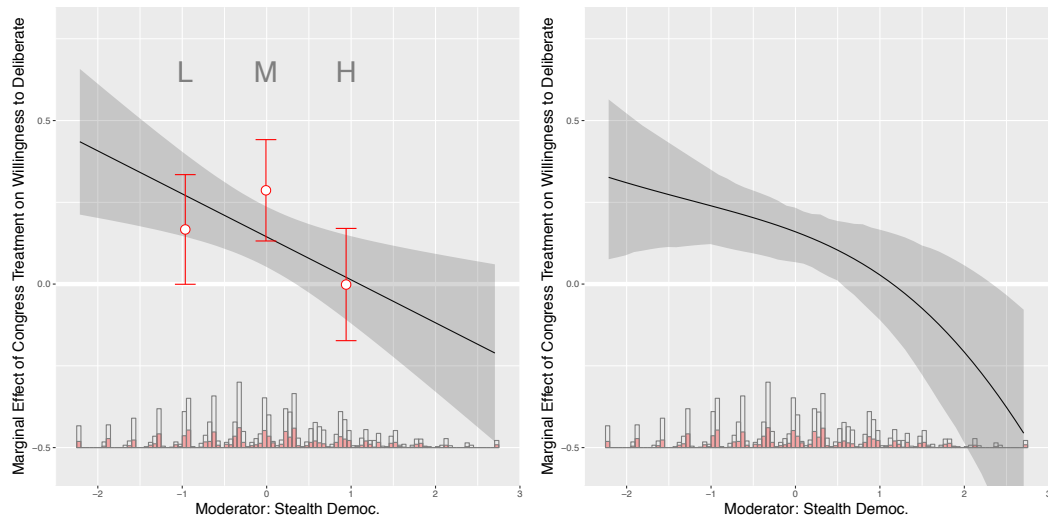 Marginal Effect of Congress Treatment on Willingness to Deliberate
L M H
0.5
0.0
−0.5
−2 −1 0 1 2 3
Moderator: Stealth Democ.
Marginal Effect of Congress Treatment on Willingness to Deliberate
0.5
0.0
−0.5
−2 −1 0 1 2 3
Moderator: Stealth Democ.